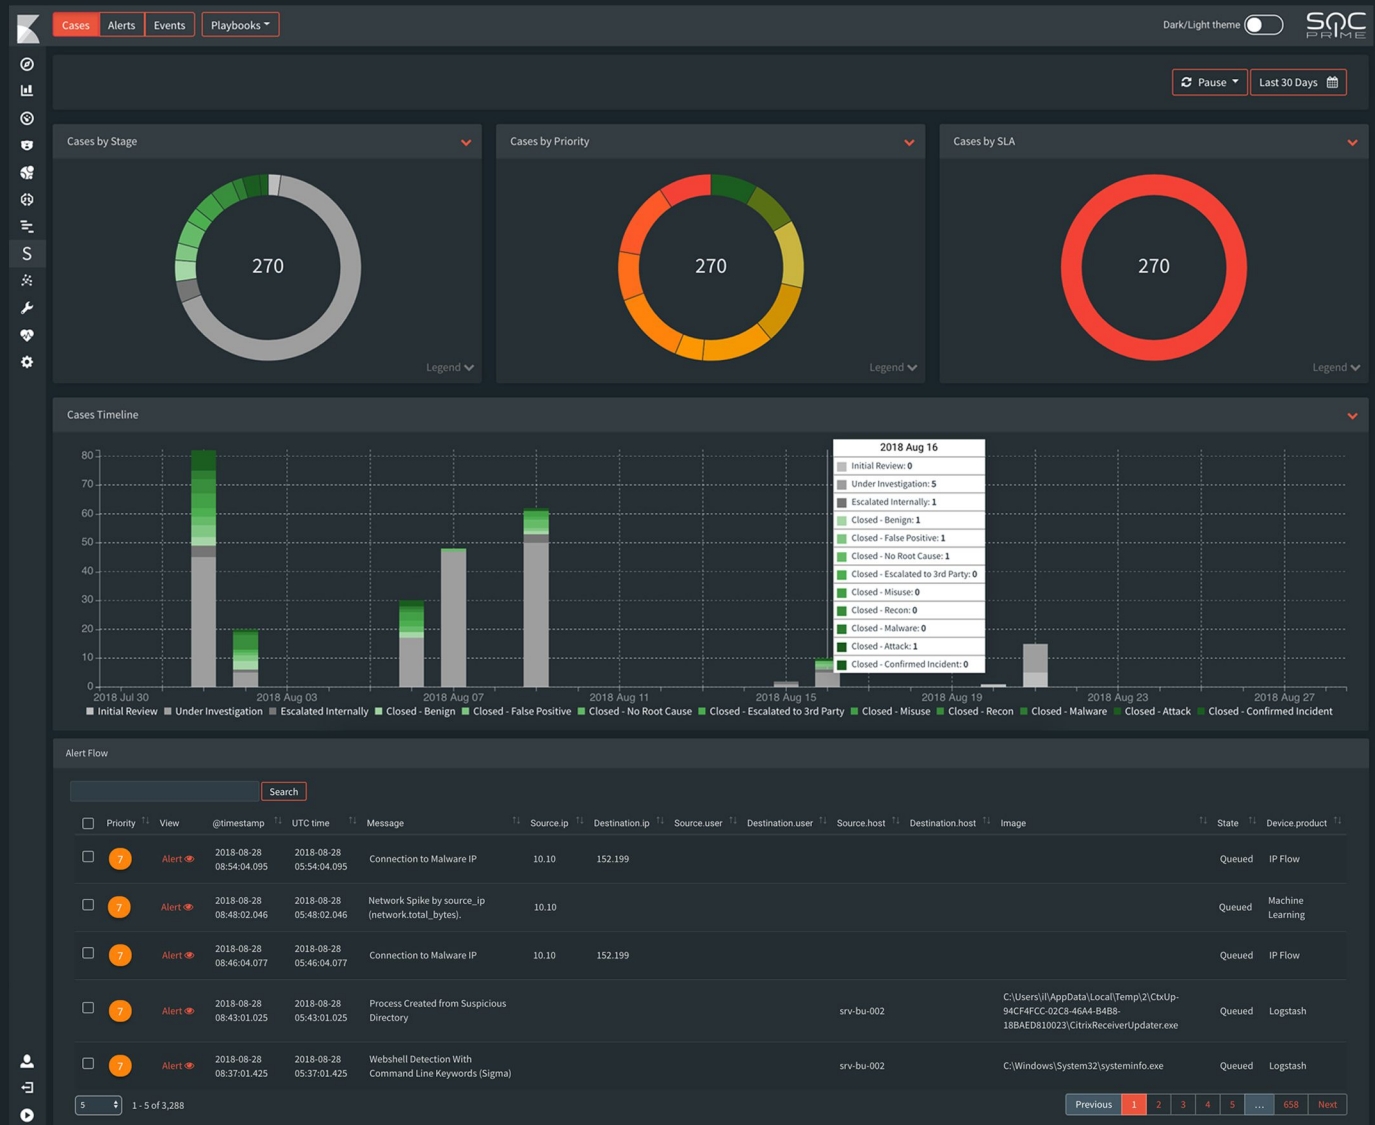 Cases Alerts Events Playbooks
Dark/Light theme
SOC
PRIME
S
Pause Last 30 Days
Cases by Stage
270
Legend
Cases by Priority
270
Legend
Cases by SLA
270
Legend
Cases Timeline
80
70
60
50
40
30
20
10
0
2018 Jul 30 2018 Aug 03 2018 Aug 07 2018 Aug 11 2018 Aug 15 2018 Aug 19 2018 Aug 23 2018 Aug 27
2018 Aug 16
Initial Review: 0
Under Investigation: 5
Escalated Internally: 1
Closed - Benign: 1
Closed - False Positive: 1
Closed - No Root Cause: 1
Closed - Escalated to 3rd Party: 0
Closed - Misuse: 0
Closed - Recon: 0
Closed - Malware: 0
Closed - Attack: 1
Closed - Confirmed Incident: 0
Initial Review Under Investigation Escalated Internally Closed - Benign Closed - False Positive Closed - No Root Cause Closed - Escalated to 3rd Party Closed - Misuse Closed - Recon Closed - Malware Closed - Attack Closed - Confirmed Incident
Alert Flow
Search
Priority View @timestamp UTC time Message Source.ip Destination.ip Source.user Destination.user Source.host Destination.host Image State Device.product
7 Alert 2018-08-28 08:54:04.095 2018-08-28 05:54:04.095 Connection to Malware IP 10.10 152.199 Queued IP Flow
7 Alert 2018-08-28 08:48:02.046 2018-08-28 05:48:02.046 Network Spike by source_ip (network.total_bytes). 10.10 Queued Machine Learning
7 Alert 2018-08-28 08:46:04.077 2018-08-28 05:46:04.077 Connection to Malware IP 10.10 152.199 Queued IP Flow
7 Alert 2018-08-28 08:43:01.025 2018-08-28 05:43:01.025 Process Created from Suspicious Directory srv-bu-002 C:\Users\il\AppData\Local\Temp\2\CtxUp-94CF4FCC-02C8-46A4-B4B8-18BAED810023\CitrixReceiverUpdater.exe Queued Logstash
7 Alert 2018-08-28 08:37:01.425 2018-08-28 05:37:01.425 Webshell Detection With Command Line Keywords (Sigma) srv-bu-002 C:\Windows\System32\systeminfo.exe Queued Logstash
5 1 - 5 of 3,288
Previous 1 2 3 4 5 ... 658 Next